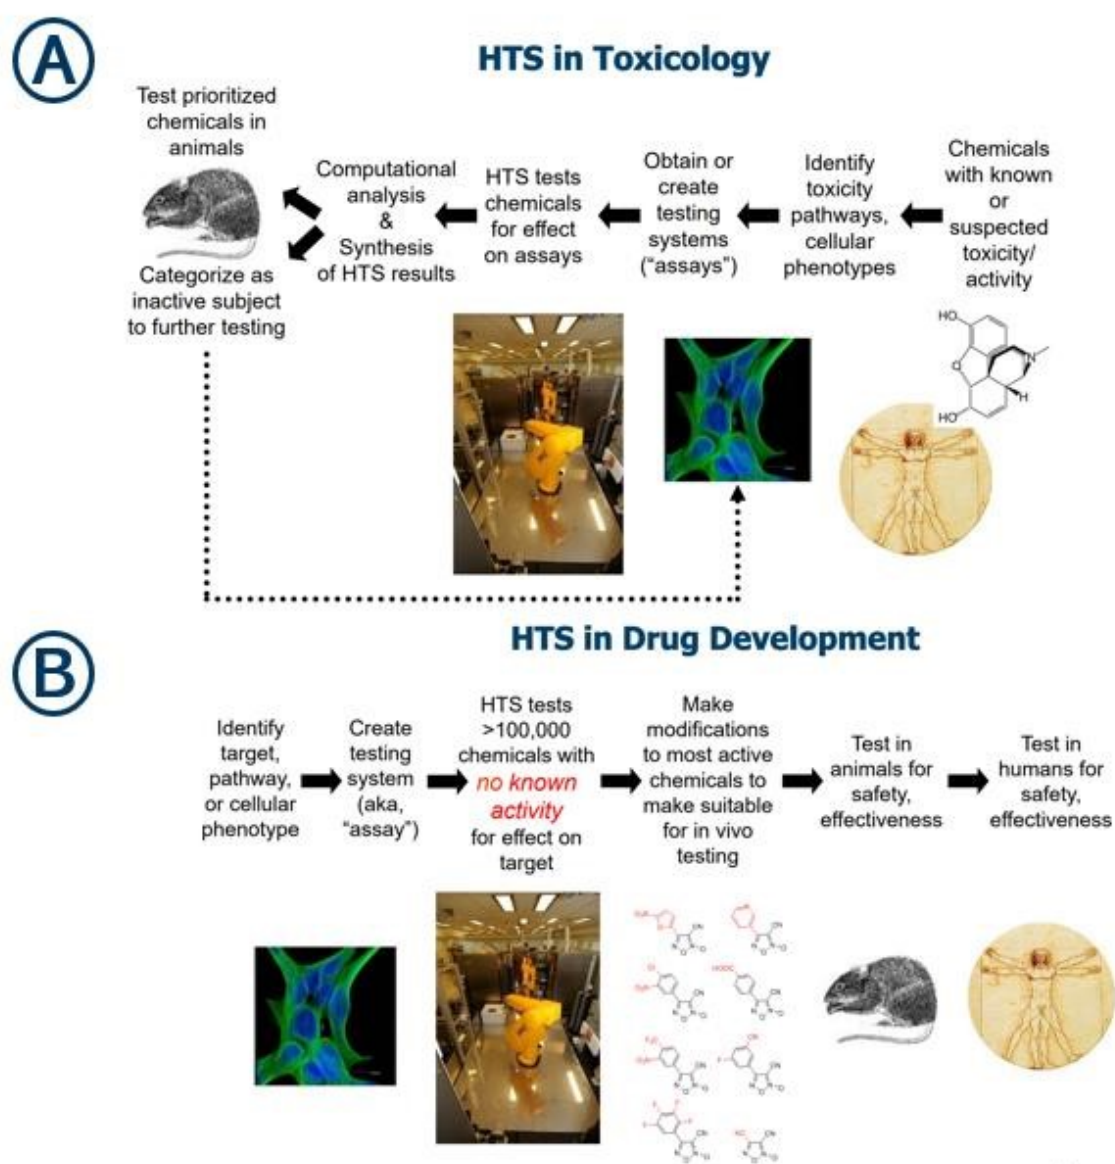 A
HTS in Toxicology
Test prioritized
chemicals in
animals
Categorize as
inactive subject
to further testing
Computational
analysis
&
Synthesis
of HTS results
HTS tests
chemicals
for effect
on assays
Obtain or
create
testing
systems
(“assays”)
Identify
toxicity
pathways,
cellular
phenotypes
Chemicals
with known
or
suspected
toxicity/
activity
HO
O
N
H
HO
B
HTS in Drug Development
Identify
target,
pathway,
or cellular
phenotype
Create
testing
system
(aka,
“assay”)
HTS tests
>100,000
chemicals with
no known
activity
for effect on
target
Make
modifications
to most active
chemicals to
make suitable
for in vivo
testing
Test in
animals for
safety,
effectiveness
Test in
humans for
safety,
effectiveness